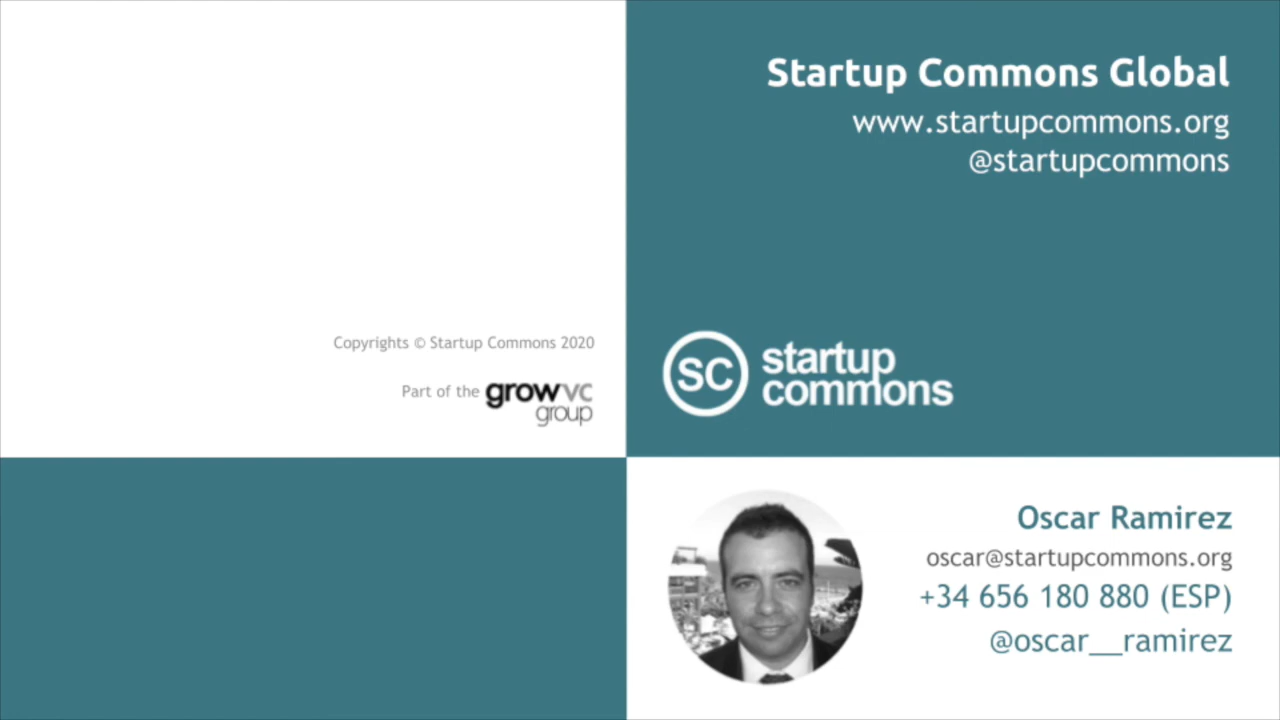 Startup Commons Global
www.startupcommons.org
@startupcommons
Copyrights © Startup Commons 2020
Part of the growVC
group
SC startup
commons
Oscar Ramirez
oscar@startupcommons.org
+34 656 180 880 (ESP)
@oscar__ramirez